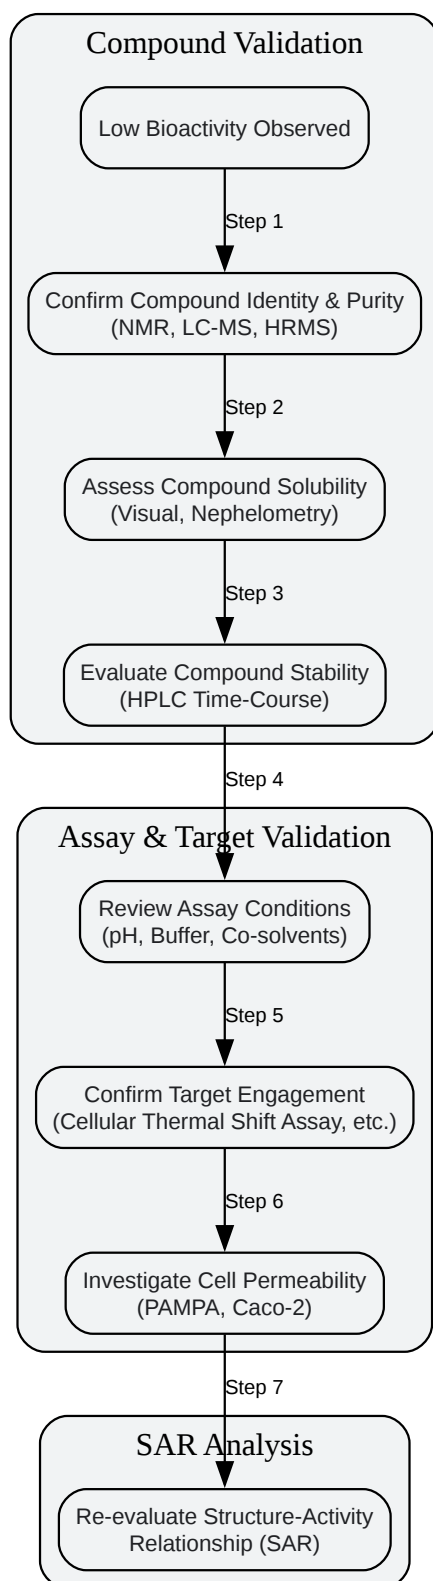 Compound Validation
Low Bioactivity Observed
Step 1
Confirm Compound Identity & Purity
(NMR, LC-MS, HRMS)
Step 2
Assess Compound Solubility
(Visual, Nephelometry)
Step 3
Evaluate Compound Stability
(HPLC Time-Course)
Step 4
Assay & Target Validation
Review Assay Conditions
(pH, Buffer, Co-solvents)
Step 5
Confirm Target Engagement
(Cellular Thermal Shift Assay, etc.)
Step 6
Investigate Cell Permeability
(PAMPA, Caco-2)
Step 7
SAR Analysis
Re-evaluate Structure-Activity
Relationship (SAR)